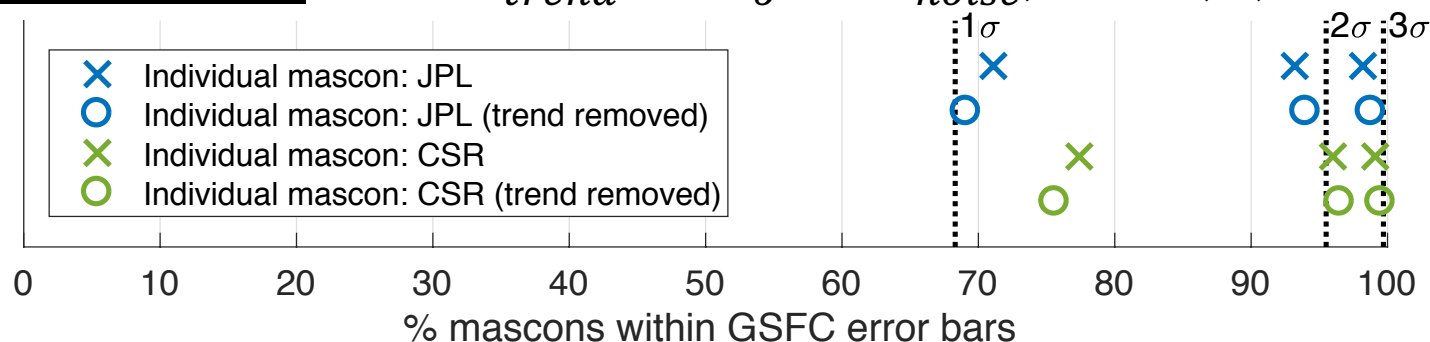 1σ 2σ 3σ
Individual mascon: JPL
Individual mascon: JPL (trend removed)
Individual mascon: CSR
Individual mascon: CSR (trend removed)
0 10 20 30 40 50 60 70 80 90 100
% mascons within GSFC error bars